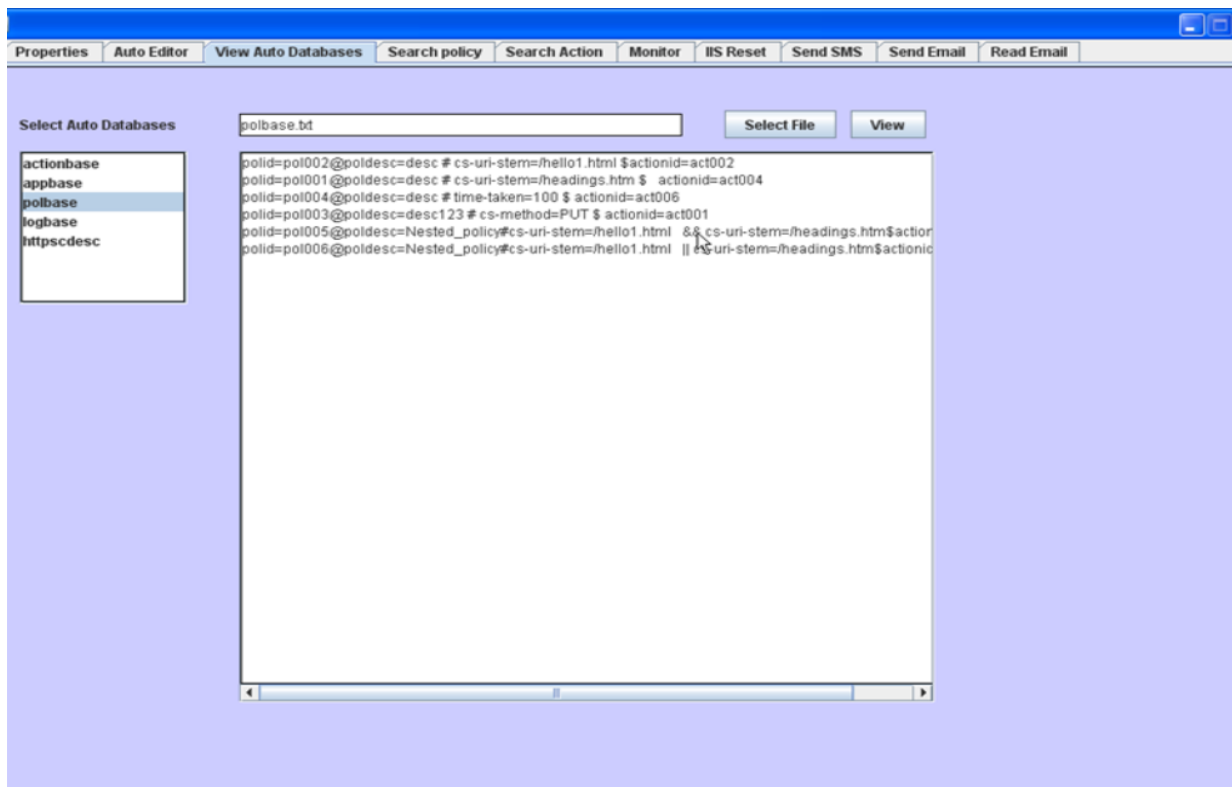 Properties Auto Editor View Auto Databases Search policy Search Action Monitor IIS Reset Send SMS Send Email Read Email
Select Auto Databases polbase.txt Select File View
actionbase
appbase
polbase
logbase
httpscdesc
polid=pol002@poldesc=desc # cs-uri-stem=/hello1.html $actionid=act002
polid=pol001@poldesc=desc # cs-uri-stem=/headings.htm $ actionid=act004
polid=pol004@poldesc=desc # time-taken=100 $ actionid=act006
polid=pol003@poldesc=desc123 # cs-method=PUT $ actionid=act001
polid=pol005@poldesc=Nested_policy#cs-uri-stem=/hello1.html && cs-uri-stem=/headings.htm$action
polid=pol006@poldesc=Nested_policy#cs-uri-stem=/hello1.html || cs-uri-stem=/headings.htm$actionid